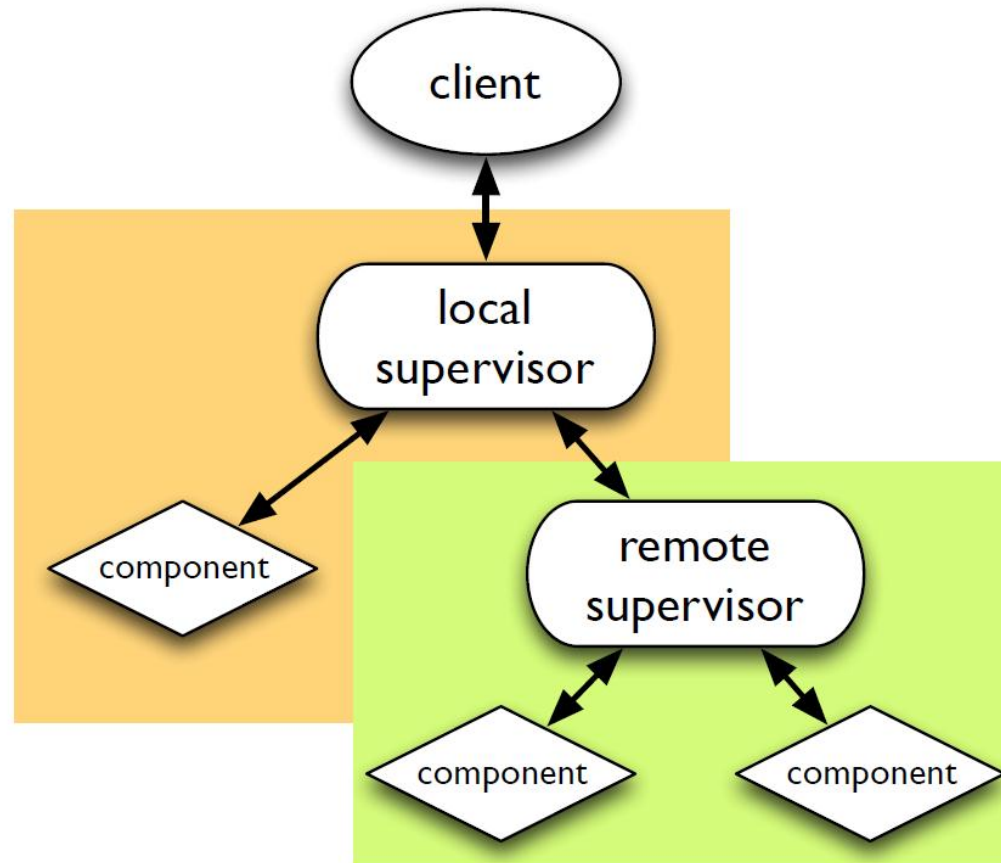 client
local
supervisor
component
remote
supervisor
component
component